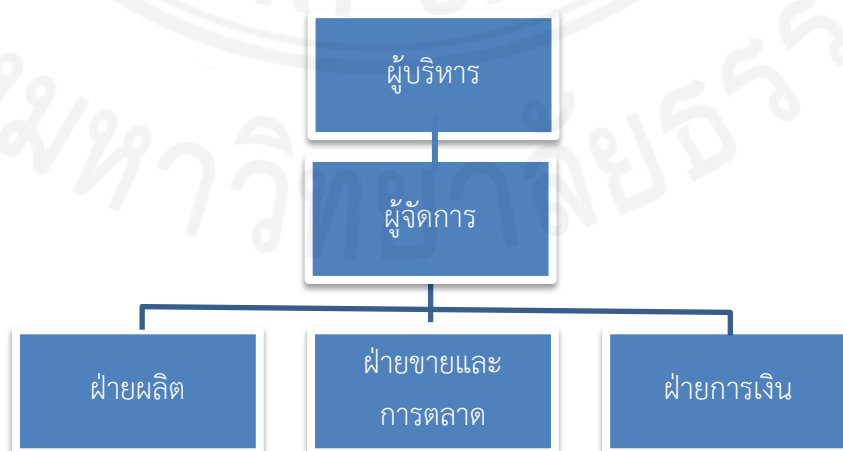 ผู้บริหาร
ผู้จัดการ
ฝ่ายผลิต
ฝ่ายขายและ
การตลาด
ฝ่ายการเงิน